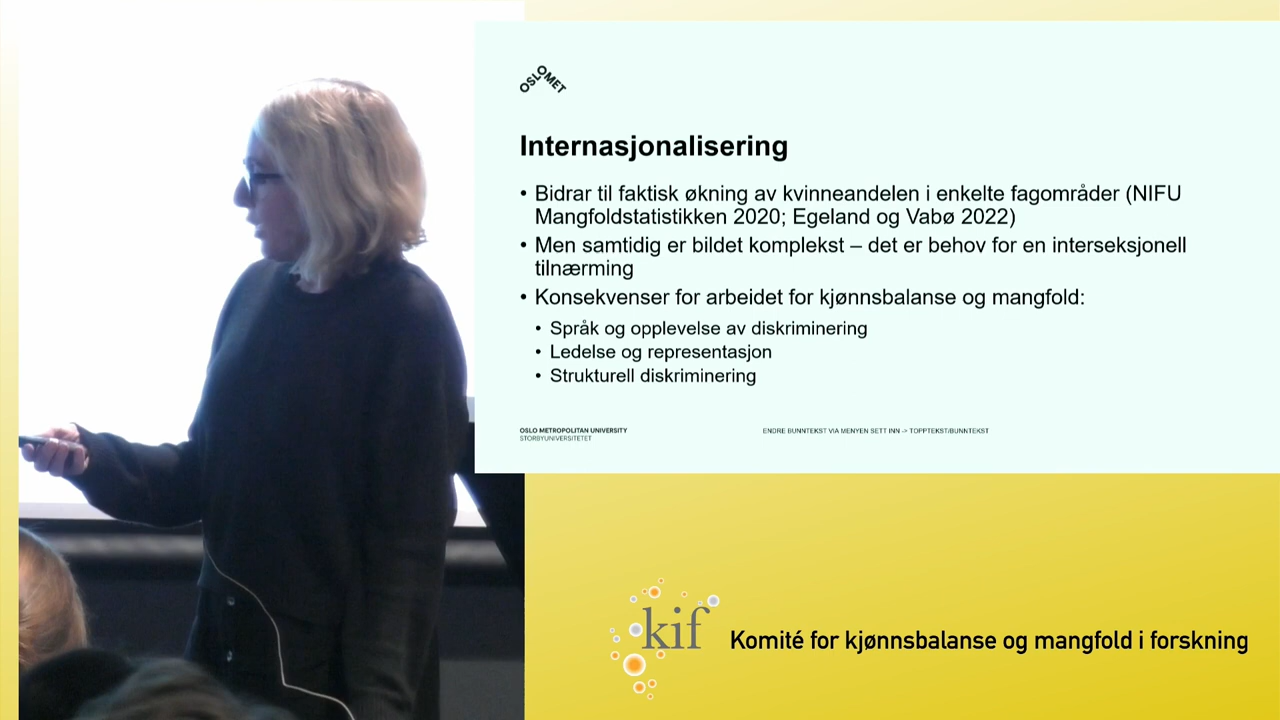 OSLOMET
Internasjonalisering
• Bidrar til faktisk økning av kvinneandelen i enkelte fagområder (NIFU
Mangfoldstatistikken 2020; Egeland og Vabø 2022)
• Men samtidig er bildet komplekst – det er behov for en interseksjonell
tilnærming
• Konsekvenser for arbeidet for kjønnsbalanse og mangfold:
• Språk og opplevelse av diskriminering
• Ledelse og representasjon
• Strukturell diskriminering
OSLO METROPOLITAN UNIVERSITY
STORBYUNIVERSITETET
ENDRE BUNNTEKST VIA MENYEN SETT INN -> TOPPTEKST/BUNNTEKST
kif
Komité for kjønnsbalanse og mangfold i forskning